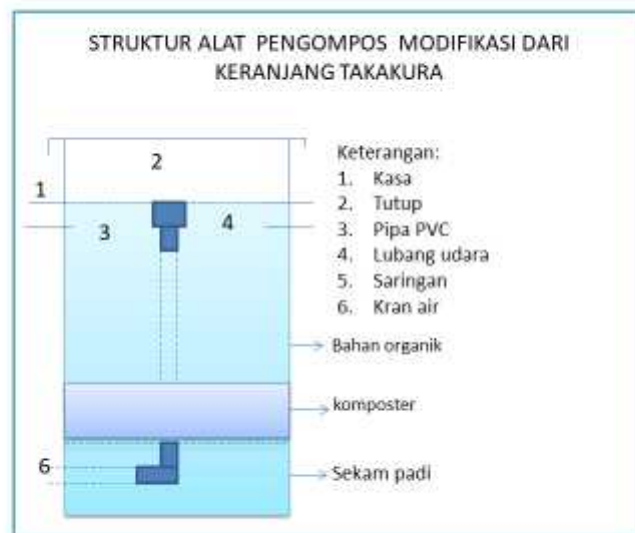 STRUKTUR ALAT PENGOMPOS MODIFIKASI DARI
KERANJANG TAKAKURA
2
1
3
4
6
Keterangan:
1. Kasa
2. Tutup
3. Pipa PVC
4. Lubang udara
5. Saringan
6. Kran air
Bahan organik
komposter
Sekam padi